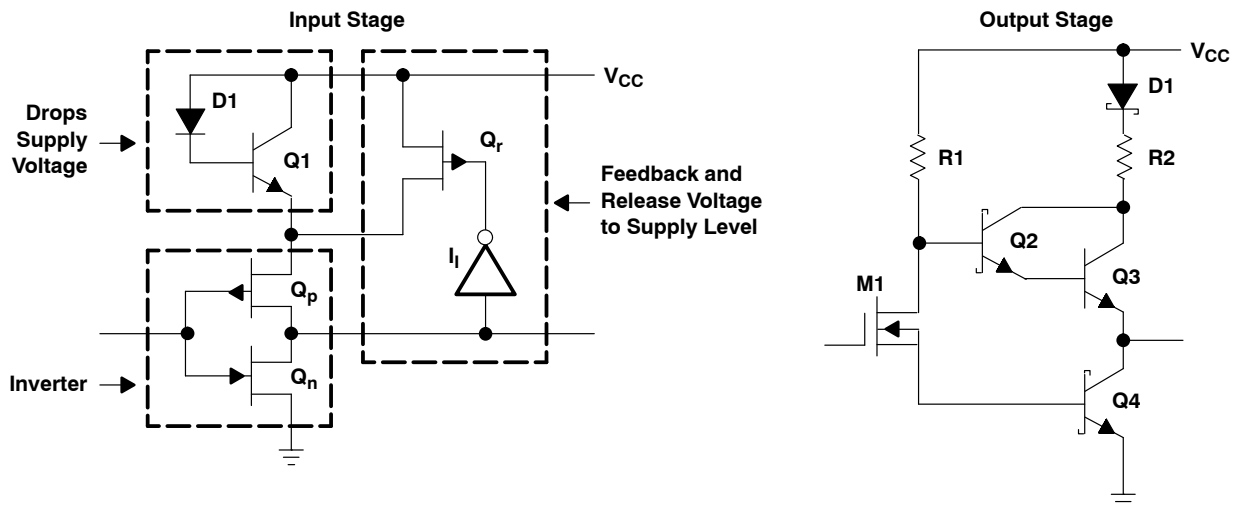 Input Stage
Output Stage
VCC
Drops
Supply
Voltage
D1
Q1
Qr
Feedback and
Release Voltage
to Supply Level
II
Qp
Inverter
Qn
VCC
D1
R1
R2
Q2
Q3
M1
Q4